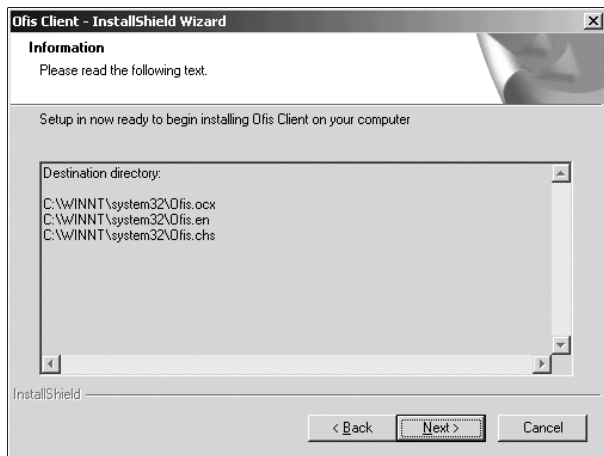 Ofis Client - InstallShield Wizard
Information
Please read the following text.
Setup in now ready to begin installing Ofis Client on your computer
Destination directory:
C:\WINNT\system32\Ofis.ocx
C:\WINNT\system32\Ofis.en
C:\WINNT\system32\Ofis.chs
InstallShield
< Back
Next >
Cancel